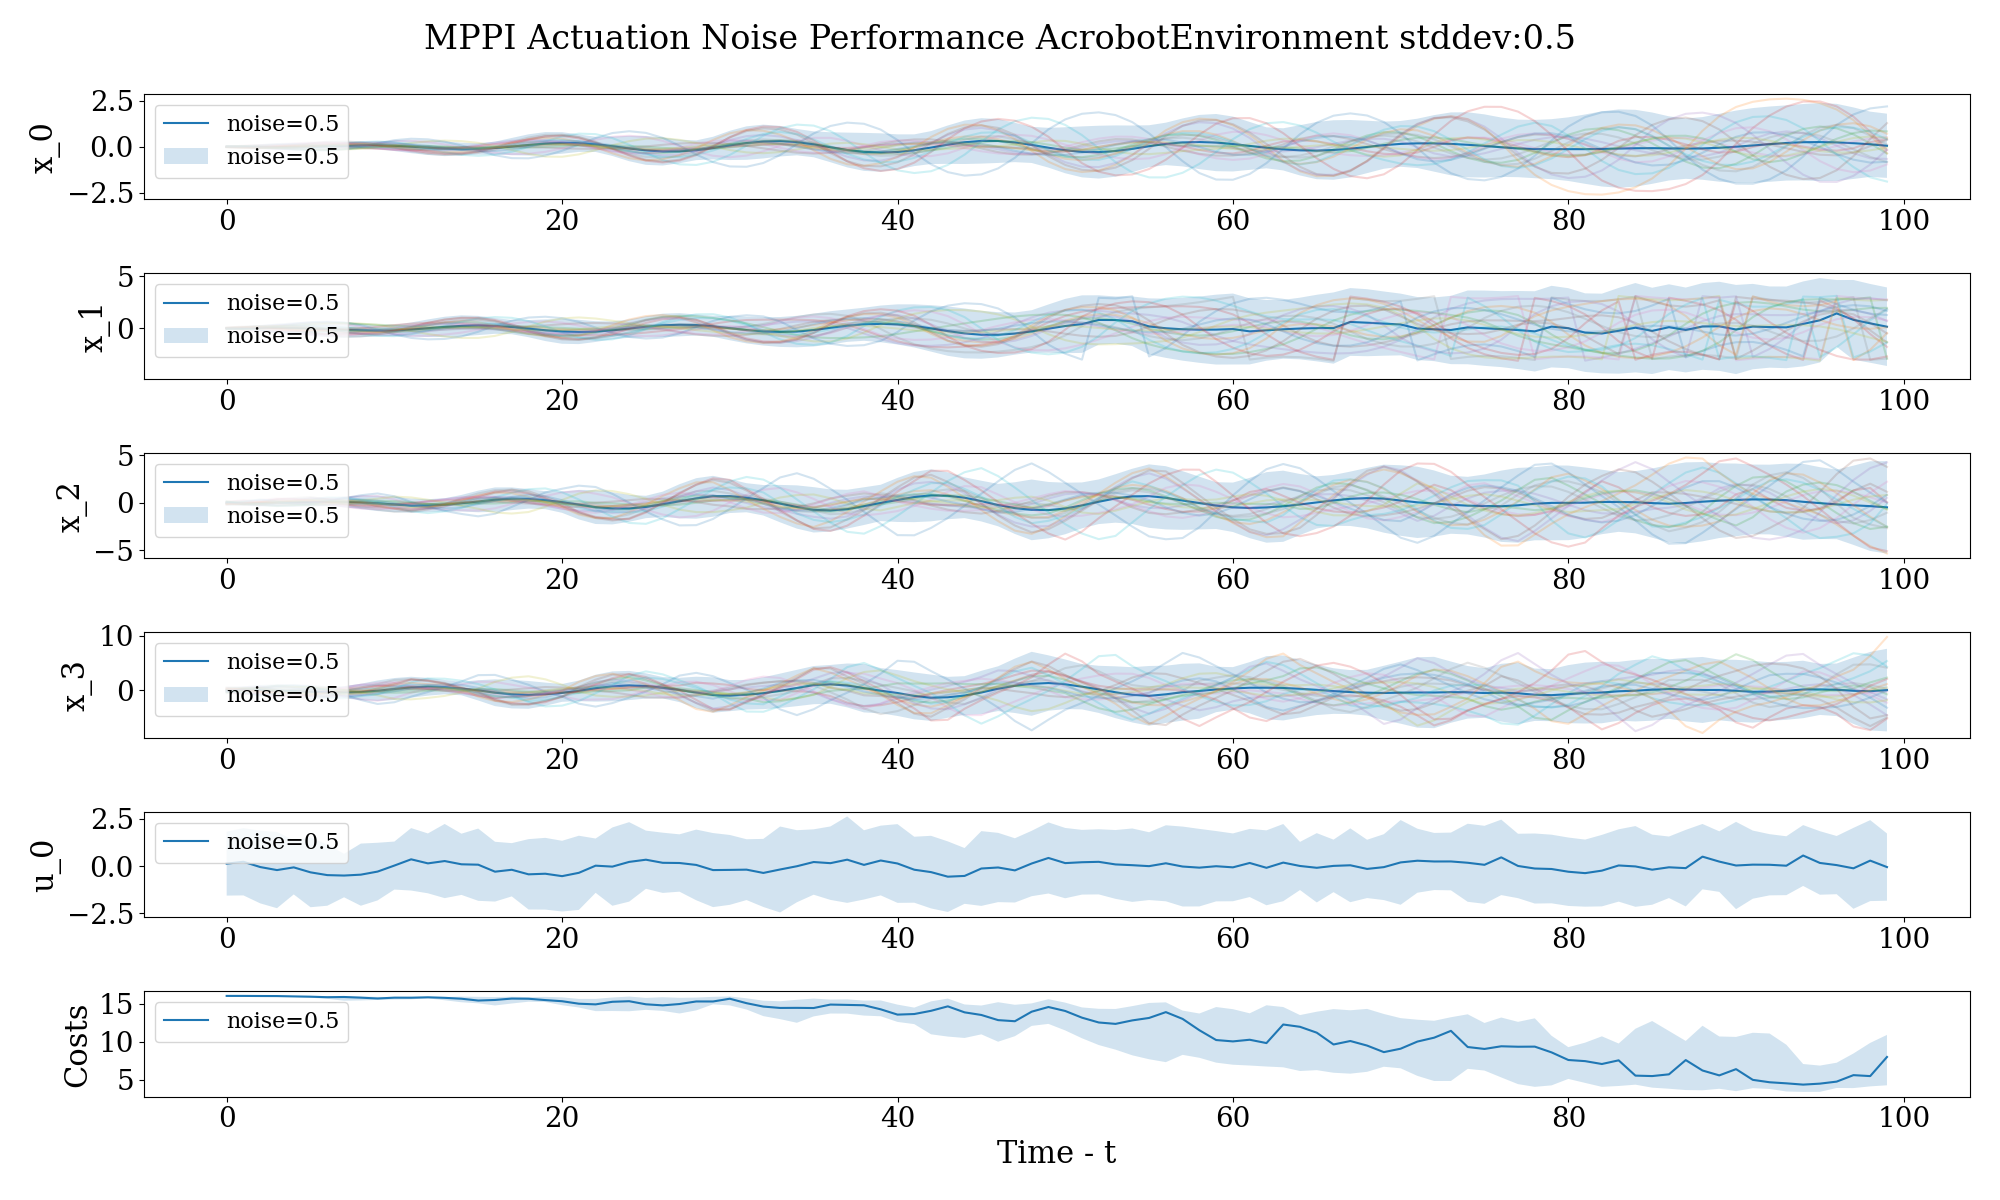 MPPI Actuation Noise Performance AcrobotEnvironment stddev:0.5
x_0
2.5
0.0
−2.5
noise=0.5
noise=0.5
0 20 40 60 80 100
x_1
5
0
noise=0.5
noise=0.5
0 20 40 60 80 100
x_2
5
0
−5
noise=0.5
noise=0.5
0 20 40 60 80 100
x_3
10
0
noise=0.5
noise=0.5
0 20 40 60 80 100
u_0
2.5
0.0
−2.5
noise=0.5
0 20 40 60 80 100
Costs
15
10
5
noise=0.5
0 20 40 60 80 100
Time - t